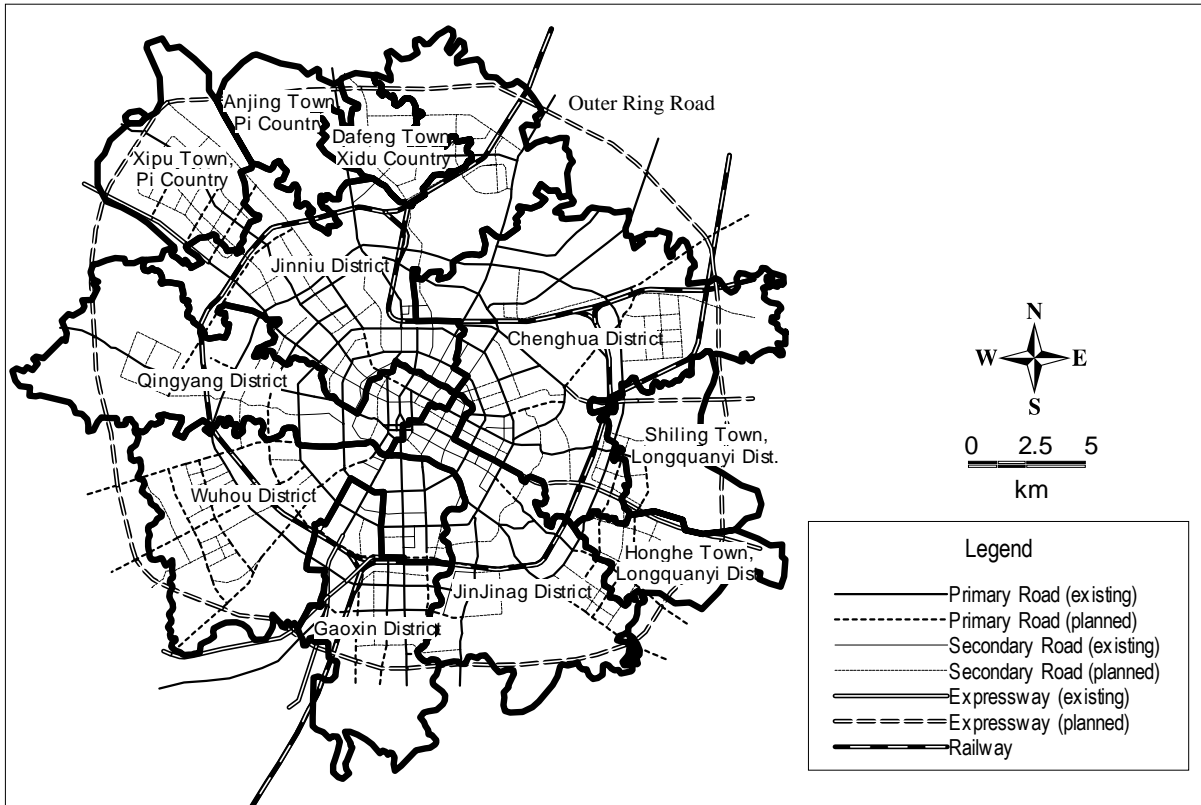 Outer Ring Road
Anjing Town
Pi Country
Dafeng Town
Xidu Country
Xipu Town
Pi Country
Jinniu District
Chenghua District
Qingyang District
Shiling Town,
Longquanyi Dist.
Wuhou District
Honghe Town,
Longquanyi Dist.
JinJinag District
Gaoxin District
N
W E
S
0 2.5 5
km
Legend
Primary Road (existing)
Primary Road (planned)
Secondary Road (existing)
Secondary Road (planned)
Expressway (existing)
Expressway (planned)
Railway